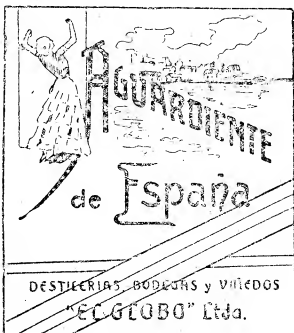 AGUARDIENTE
de España
DESTILERIAS, BODEGAS y VIÑEDOS
"EL GLOBO" Ltda.